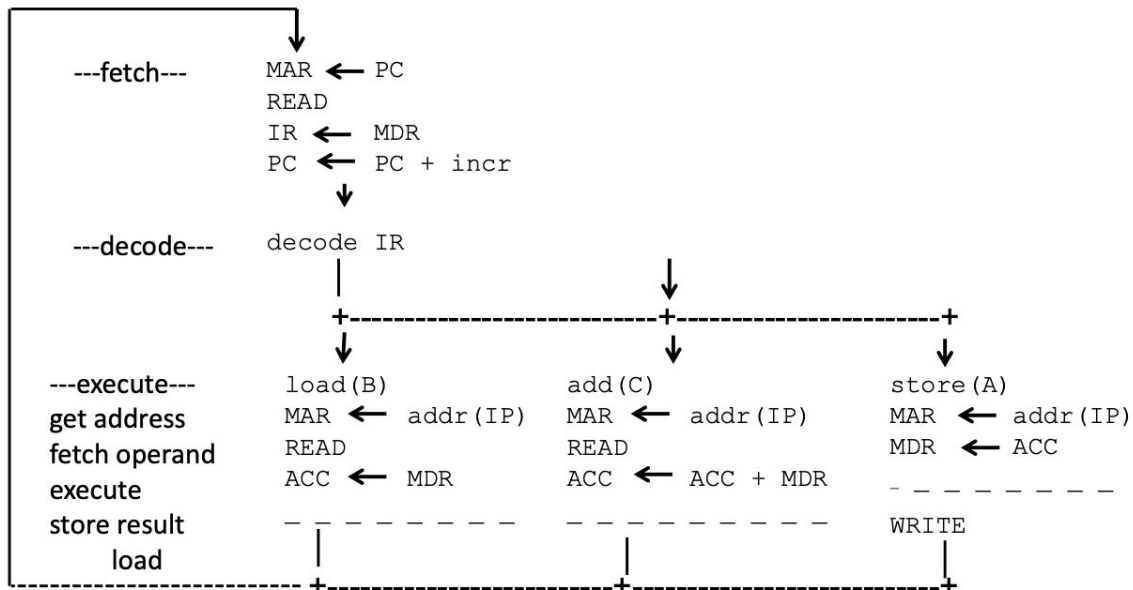 ---fetch--- MAR ← PC
READ
IR ← MDR
PC ← PC + incr
---decode--- decode IR
---execute--- load(B) add(C) store(A)
get address MAR ← addr(IP) MAR ← addr(IP) MAR ← addr(IP)
fetch operand READ READ MDR ← ACC
execute ACC ← MDR ACC ← ACC + MDR
store result WRITE
load